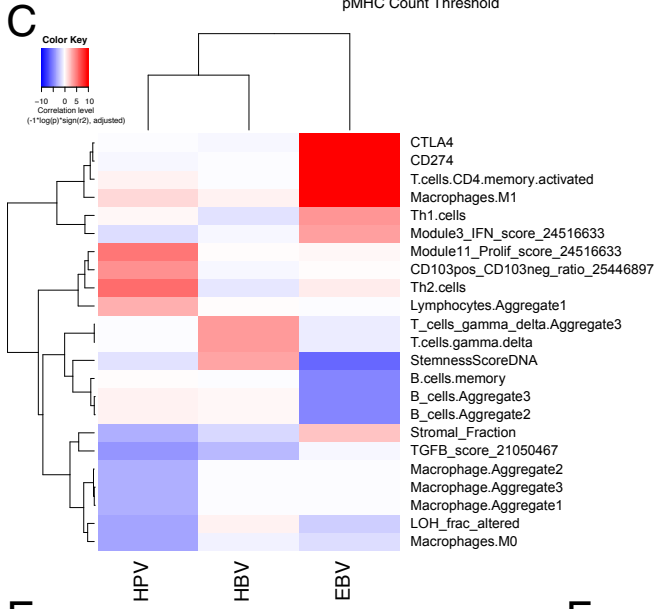 pMHC Count Threshold
C
Color Key
−10 0 5 10
Correlation level
(-1*log(p)*sign(r2), adjusted)
CTLA4
CD274
T.cells.CD4.memory.activated
Macrophages.M1
Th1.cells
Module3_IFN_score_24516633
Module11_Prolif_score_24516633
CD103pos_CD103neg_ratio_25446897
Th2.cells
Lymphocytes.Aggregate1
T_cells_gamma_delta.Aggregate3
T.cells.gamma.delta
StemnessScoreDNA
B.cells.memory
B_cells.Aggregate3
B_cells.Aggregate2
Stromal_Fraction
TGFB_score_21050467
Macrophage.Aggregate2
Macrophage.Aggregate3
Macrophage.Aggregate1
LOH_frac_altered
Macrophages.M0
HPV
HBV
EBV